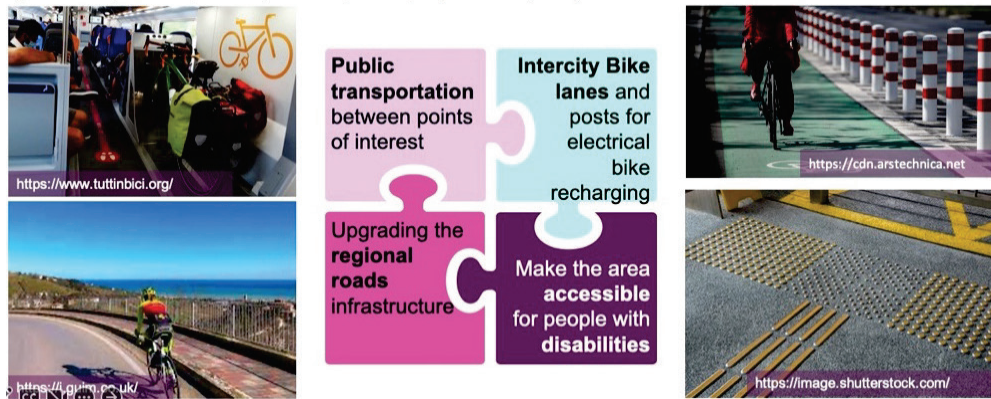 https://www.tuttinbici.org/
Public
transportation
between points
of interest
Intercity Bike
lanes and
posts for
electrical
bike
recharging
https://cdn.arstechnica.net
https://i.guim.co.uk/
Upgrading the
regional
roads
infrastructure
Make the area
accessible
for people with
disabilities
https://image.shutterstock.com/